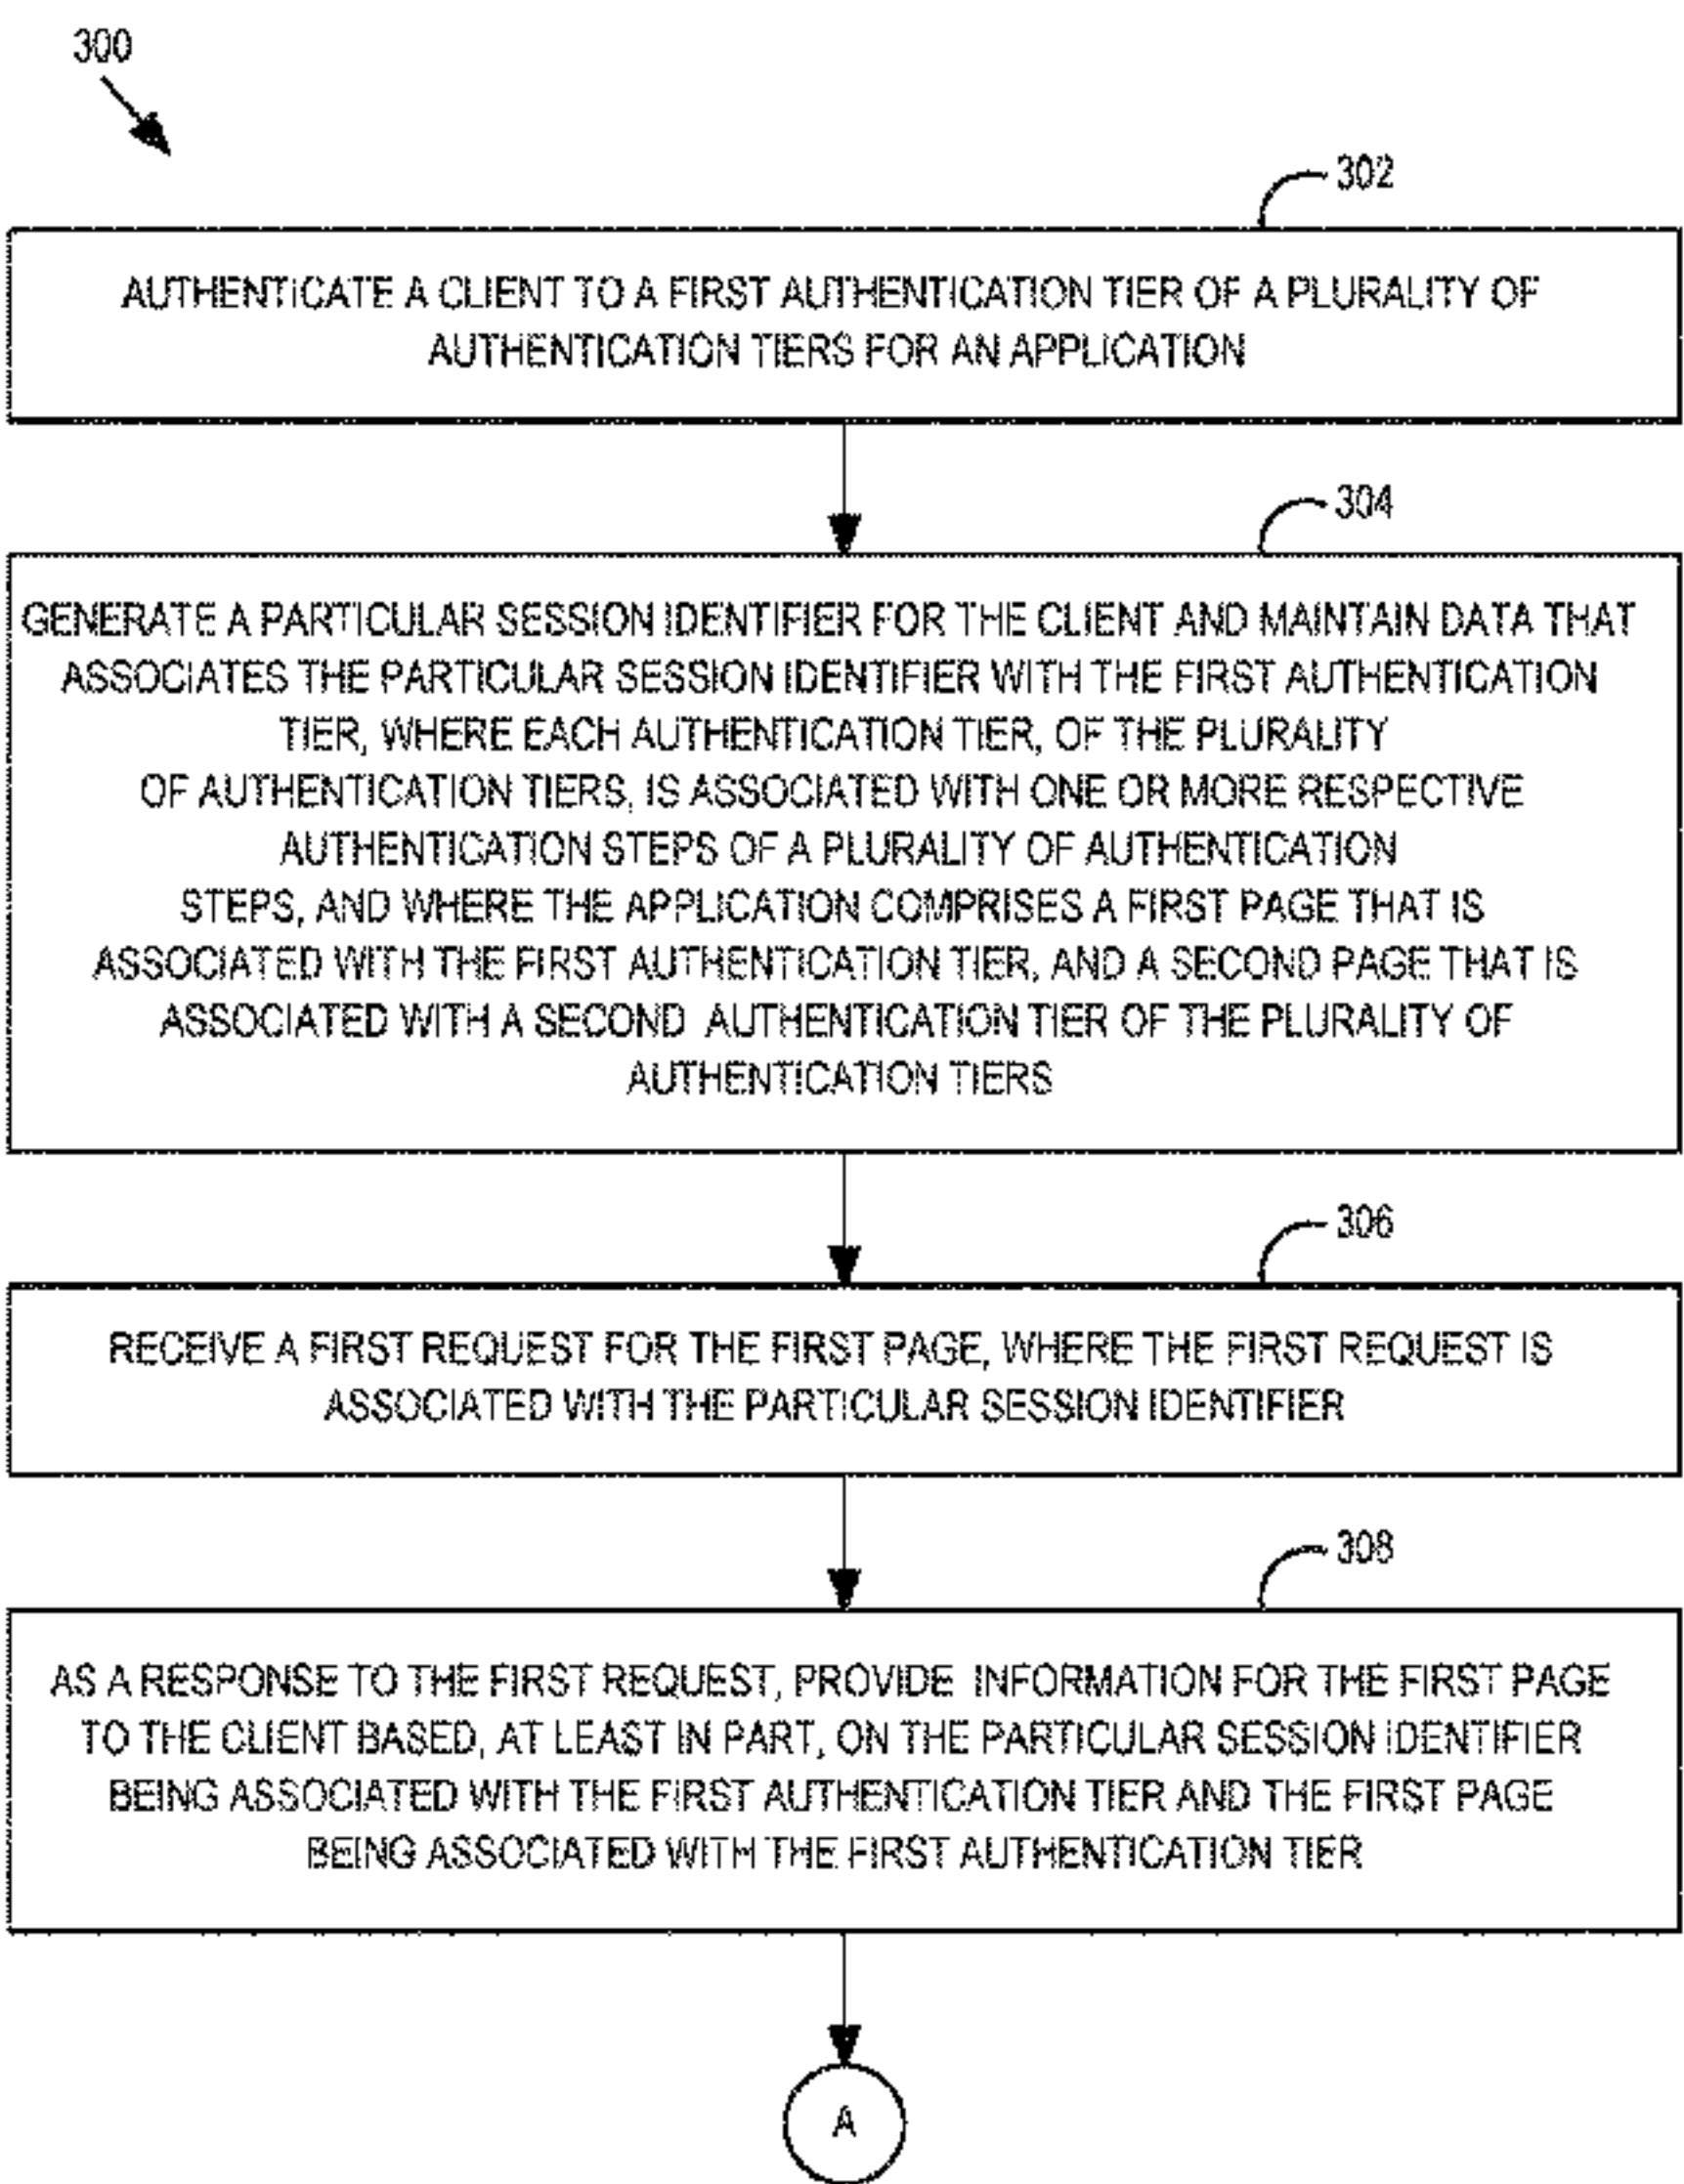 300
302
AUTHENTICATE A CLIENT TO A FIRST AUTHENTICATION TIER OF A PLURALITY OF
AUTHENTICATION TIERS FOR AN APPLICATION
304
GENERATE A PARTICULAR SESSION IDENTIFIER FOR THE CLIENT AND MAINTAIN DATA THAT
ASSOCIATES THE PARTICULAR SESSION IDENTIFIER WITH THE FIRST AUTHENTICATION
TIER, WHERE EACH AUTHENTICATION TIER, OF THE PLURALITY
OF AUTHENTICATION TIERS, IS ASSOCIATED WITH ONE OR MORE RESPECTIVE
AUTHENTICATION STEPS OF A PLURALITY OF AUTHENTICATION
STEPS, AND WHERE THE APPLICATION COMPRISES A FIRST PAGE THAT IS
ASSOCIATED WITH THE FIRST AUTHENTICATION TIER, AND A SECOND PAGE THAT IS
ASSOCIATED WITH A SECOND AUTHENTICATION TIER OF THE PLURALITY OF
AUTHENTICATION TIERS
306
RECEIVE A FIRST REQUEST FOR THE FIRST PAGE, WHERE THE FIRST REQUEST IS
ASSOCIATED WITH THE PARTICULAR SESSION IDENTIFIER
308
AS A RESPONSE TO THE FIRST REQUEST, PROVIDE INFORMATION FOR THE FIRST PAGE
TO THE CLIENT BASED, AT LEAST IN PART, ON THE PARTICULAR SESSION IDENTIFIER
BEING ASSOCIATED WITH THE FIRST AUTHENTICATION TIER AND THE FIRST PAGE
BEING ASSOCIATED WITH THE FIRST AUTHENTICATION TIER
A